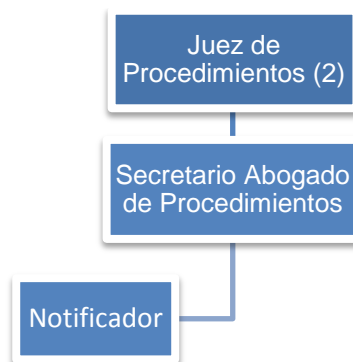 Juez de
Procedimientos (2)
Secretario Abogado
de Procedimientos
Notificador